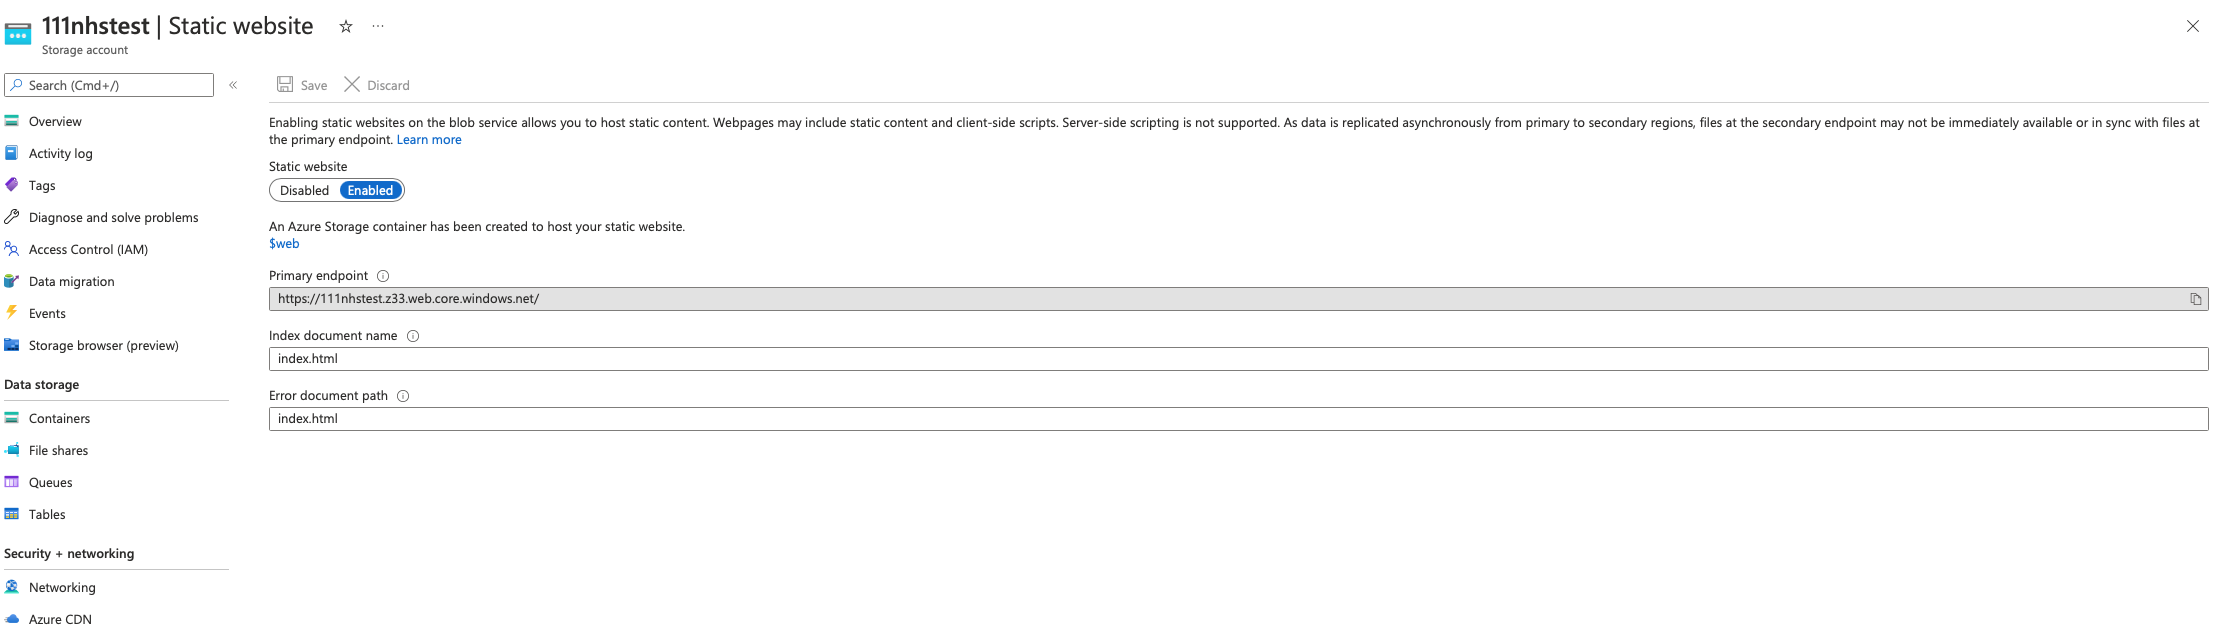 111nhstest | Static website
Storage account
Search (Cmd+/)
Overview
Activity log
Tags
Diagnose and solve problems
Access Control (IAM)
Data migration
Events
Storage browser (preview)
Data storage
Containers
File shares
Queues
Tables
Security + networking
Networking
Azure CDN
Save Discard
Enabling static websites on the blob service allows you to host static content. Webpages may include static content and client-side scripts. Server-side scripting is not supported. As data is replicated asynchronously from primary to secondary regions, files at the secondary endpoint may not be immediately available or in sync with files at
the primary endpoint. Learn more
Static website
Disabled Enabled
An Azure Storage container has been created to host your static website.
$web
Primary endpoint
https://111nhstest.z33.web.core.windows.net/
Index document name
index.html
Error document path
index.html